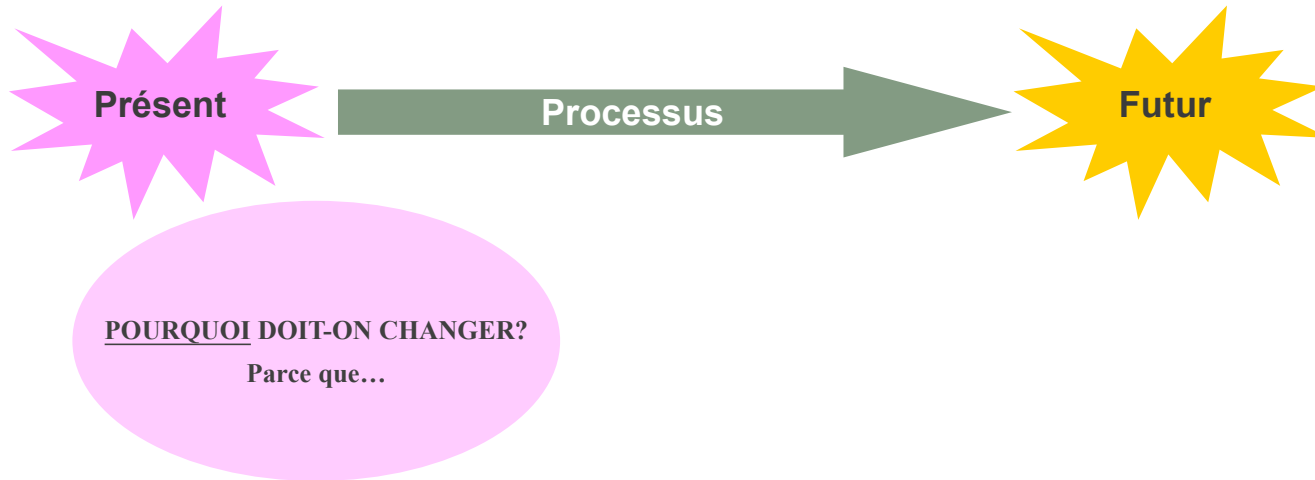 Présent
Processus
Futur
POURQUOI DOIT-ON CHANGER?
Parce que…